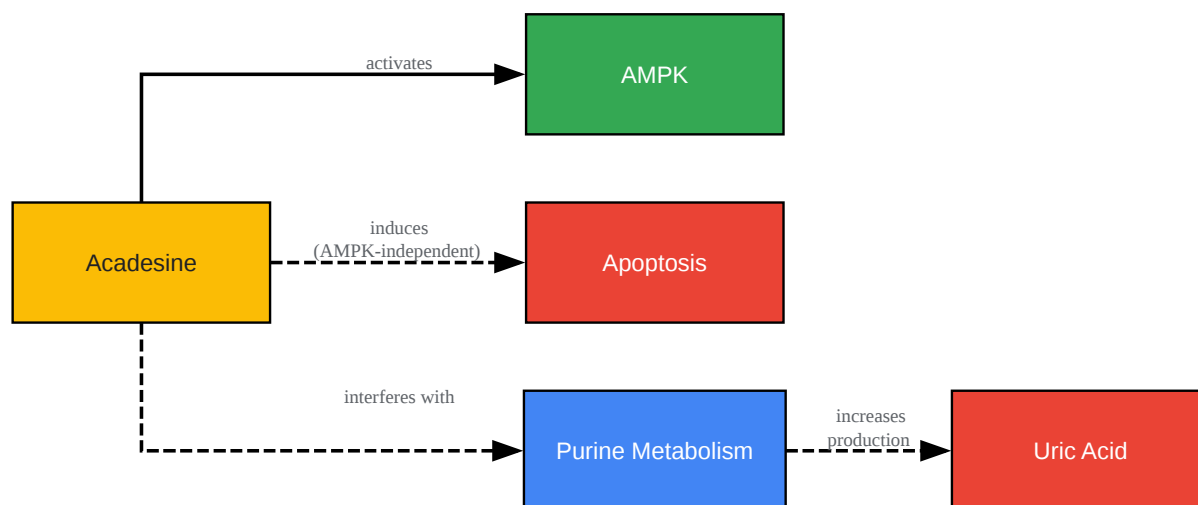 activates
AMPK
induces
(AMPK-independent)
Acadesine
Apoptosis
interferes with
Purine Metabolism
increases
production
Uric Acid